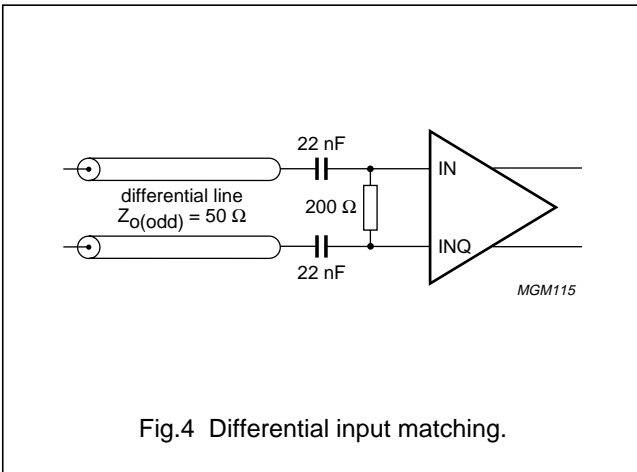 22 nF
IN
differential line
Zo(odd) = 50 Ω
200 Ω
INQ
22 nF
MGM115
Fig.4 Differential input matching.